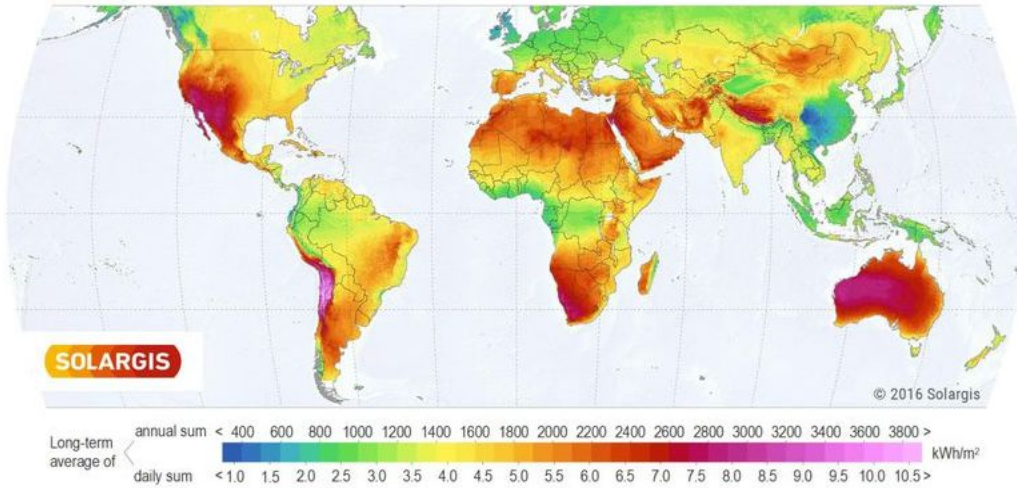 SOLARGIS
© 2016 Solargis
Long-term average of
annual sum < 400 600 800 1000 1200 1400 1600 1800 2000 2200 2400 2600 2800 3000 3200 3400 3600 3800 >
kWh/m²
daily sum < 1.0 1.5 2.0 2.5 3.0 3.5 4.0 4.5 5.0 5.5 6.0 6.5 7.0 7.5 8.0 8.5 9.0 9.5 10.0 10.5 >